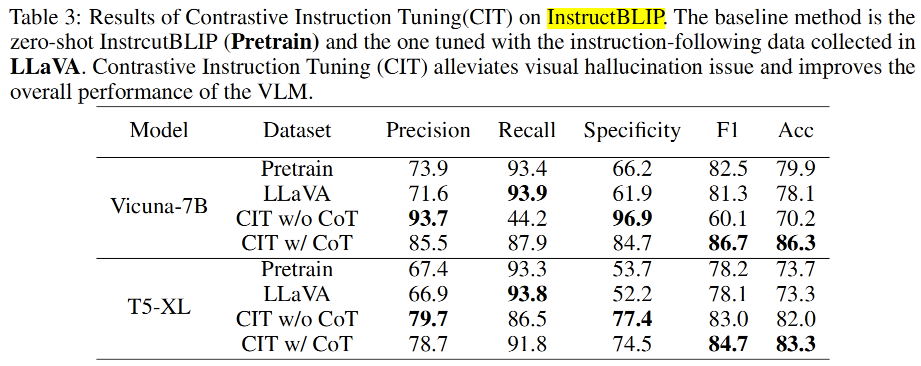 Table 3: Results of Contrastive Instruction Tuning(CIT) on InstructBLIP. The baseline method is the
zero-shot InstrcutBLIP (Pretrain) and the one tuned with the instruction-following data collected in
LLaVA. Contrastive Instruction Tuning (CIT) alleviates visual hallucination issue and improves the
overall performance of the VLM.
Model Dataset Precision Recall Specificity F1 Acc
Vicuna-7B
Pretrain 73.9 93.4 66.2 82.5 79.9
LLaVA 71.6 93.9 61.9 81.3 78.1
CIT w/o CoT 93.7 44.2 96.9 60.1 70.2
CIT w/ CoT 85.5 87.9 84.7 86.7 86.3
T5-XL
Pretrain 67.4 93.3 53.7 78.2 73.7
LLaVA 66.9 93.8 52.2 78.1 73.3
CIT w/o CoT 79.7 86.5 77.4 83.0 82.0
CIT w/ CoT 78.7 91.8 74.5 84.7 83.3